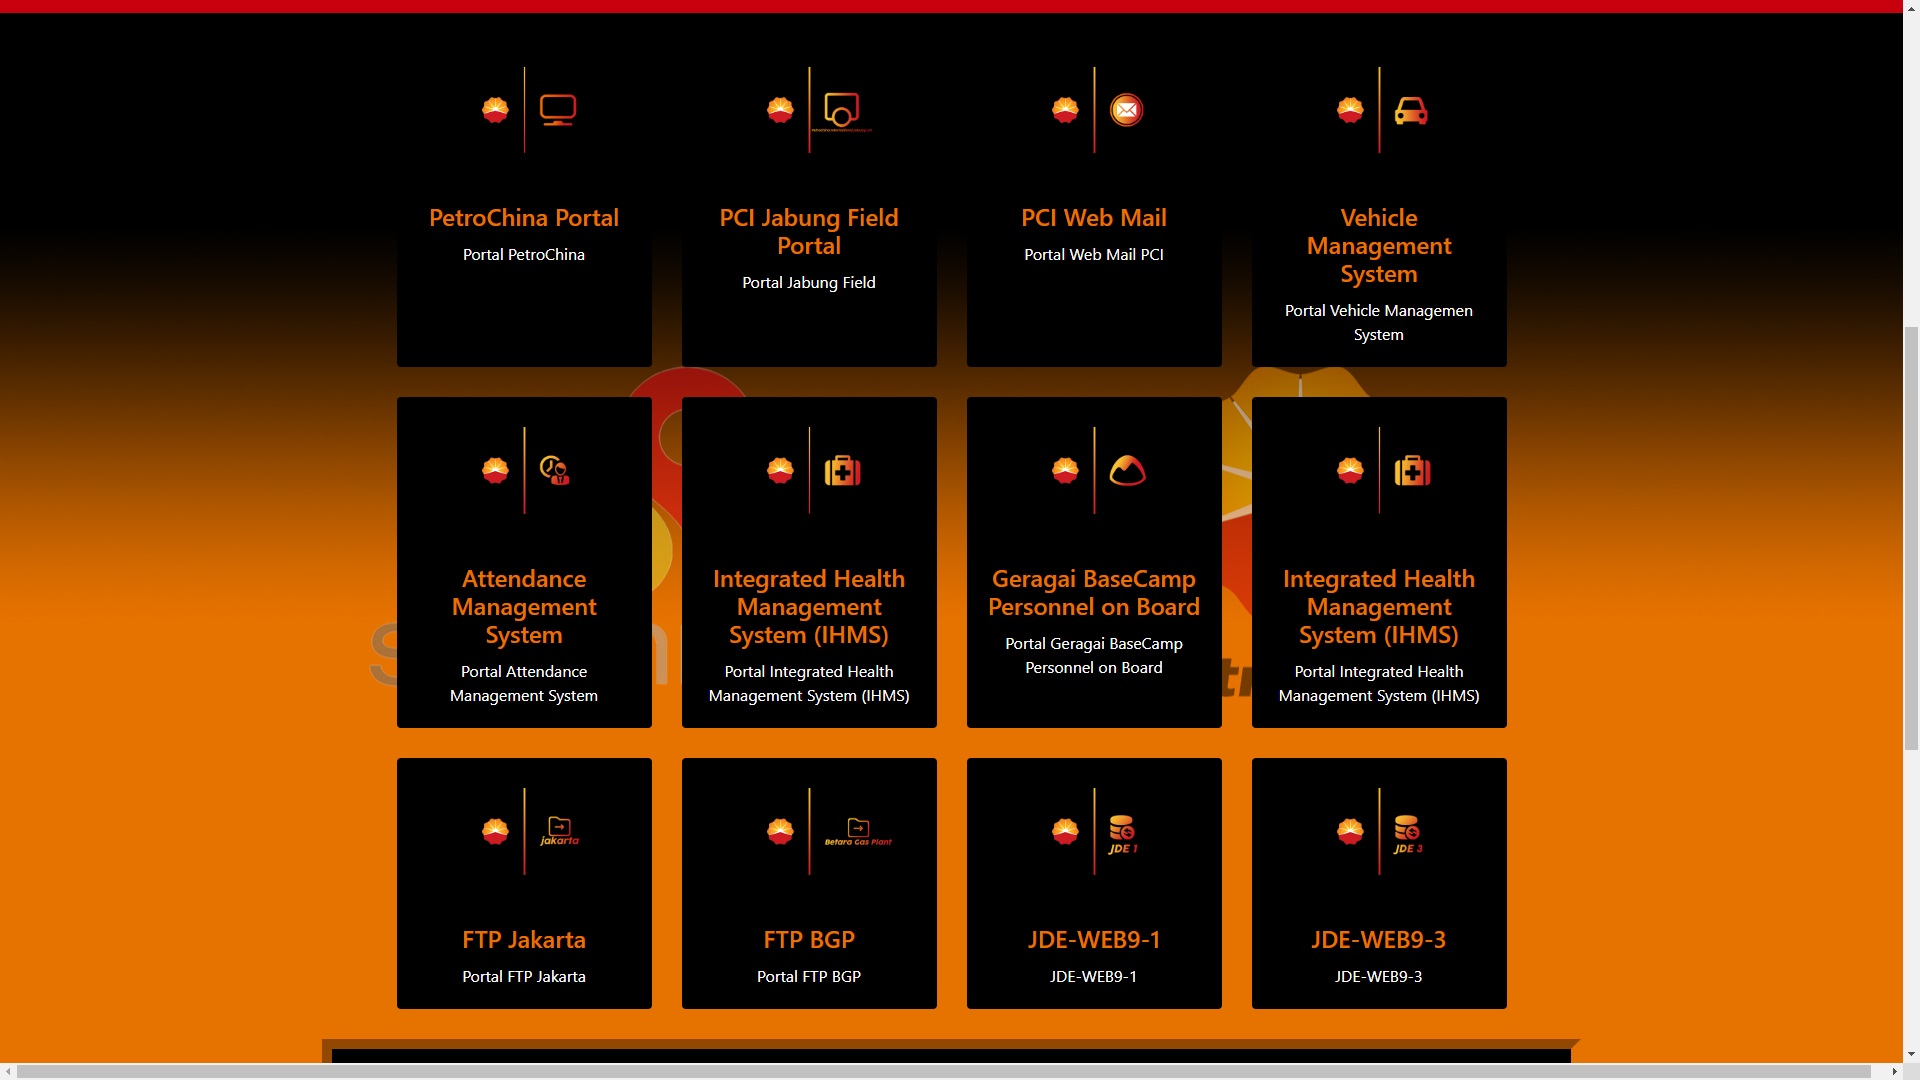 PetroChina Portal
Portal PetroChina
PCI Jabung Field
Portal
Portal Jabung Field
PCI Web Mail
Portal Web Mail PCI
Vehicle
Management
System
Portal Vehicle Managemen
System
Attendance
Management
System
Portal Attendance
Management System
Integrated Health
Management
System (IHMS)
Portal Integrated Health
Management System (IHMS)
Geragai BaseCamp
Personnel on Board
Portal Geragai BaseCamp
Personnel on Board
Integrated Health
Management
System (IHMS)
Portal Integrated Health
Management System (IHMS)
jakarta
FTP Jakarta
Portal FTP Jakarta
Betara Gas Plant
FTP BGP
Portal FTP BGP
JDE 1
JDE-WEB9-1
JDE-WEB9-1
JDE 3
JDE-WEB9-3
JDE-WEB9-3